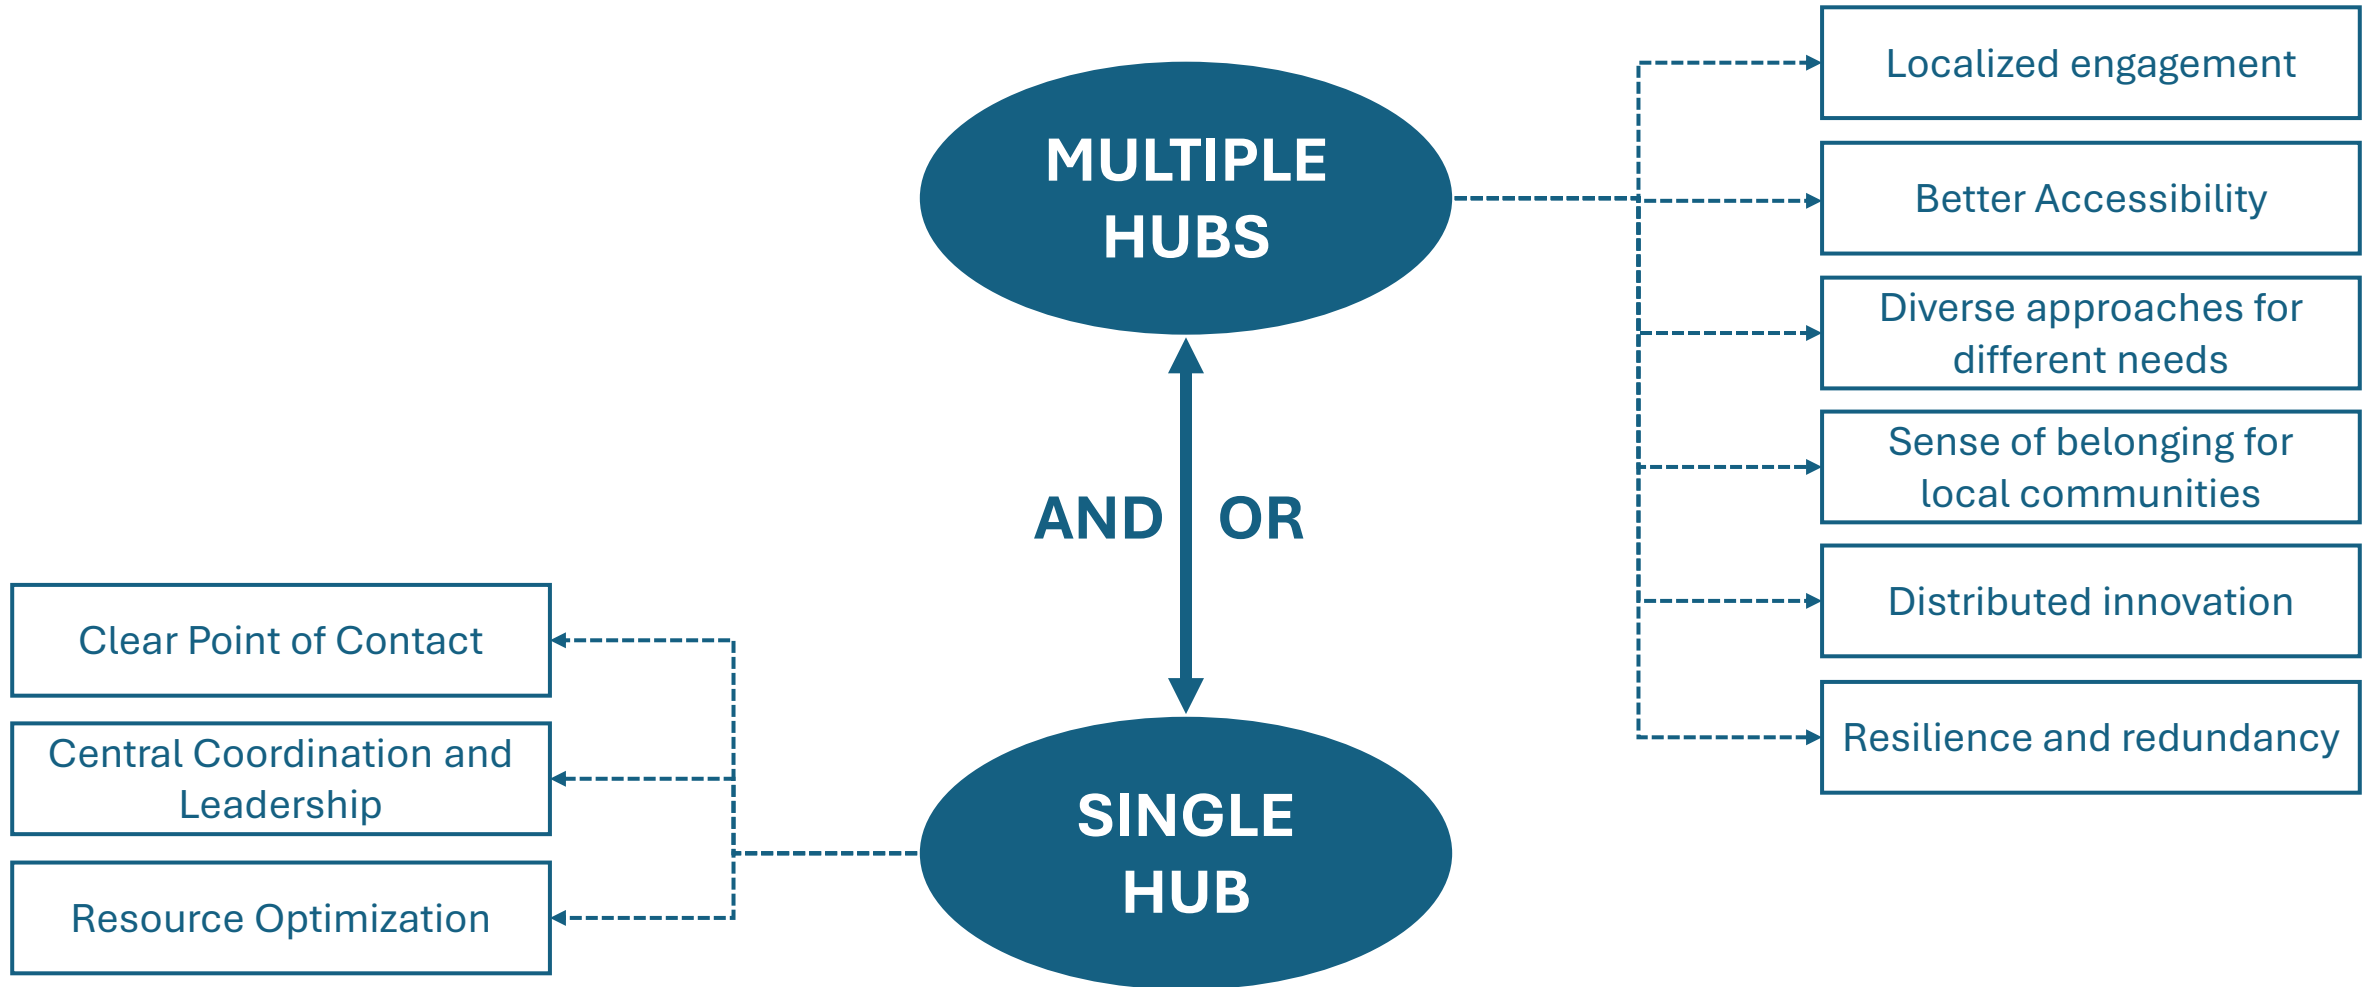 MULTIPLE
HUBS
Localized engagement
Better Accessibility
Diverse approaches for
different needs
Sense of belonging for
local communities
Distributed innovation
Resilience and redundancy
AND OR
Clear Point of Contact
Central Coordination and
Leadership
Resource Optimization
SINGLE
HUB